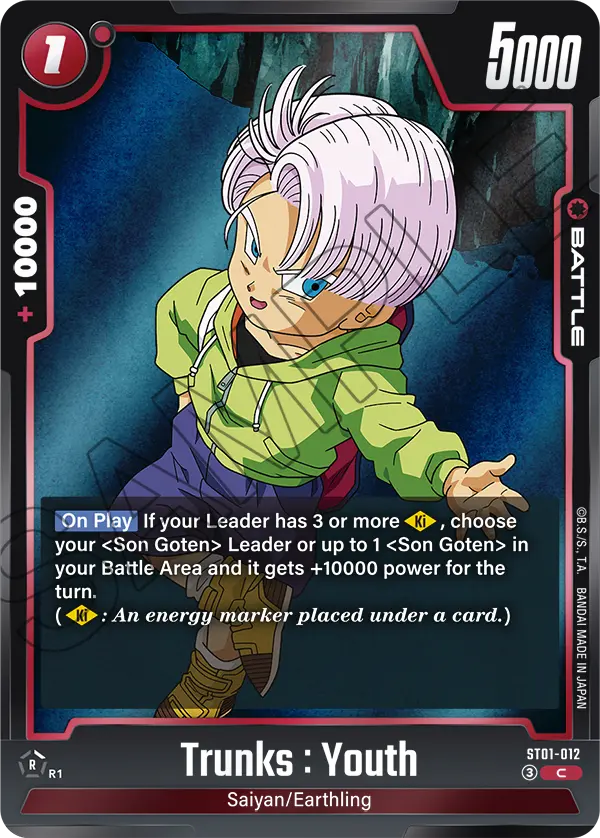 1
5000
+10000
BATTLE
SAMPLE
On Play If your Leader has 3 or more Ki , choose
your <Son Goten> Leader or up to 1 <Son Goten> in
your Battle Area and it gets +10000 power for the
turn.
( Ki : An energy marker placed under a card.)
©B.S./S., T.A. BANDAI MADE IN JAPAN
R R1
Trunks : Youth
ST01-012
3 C
Saiyan/Earthling